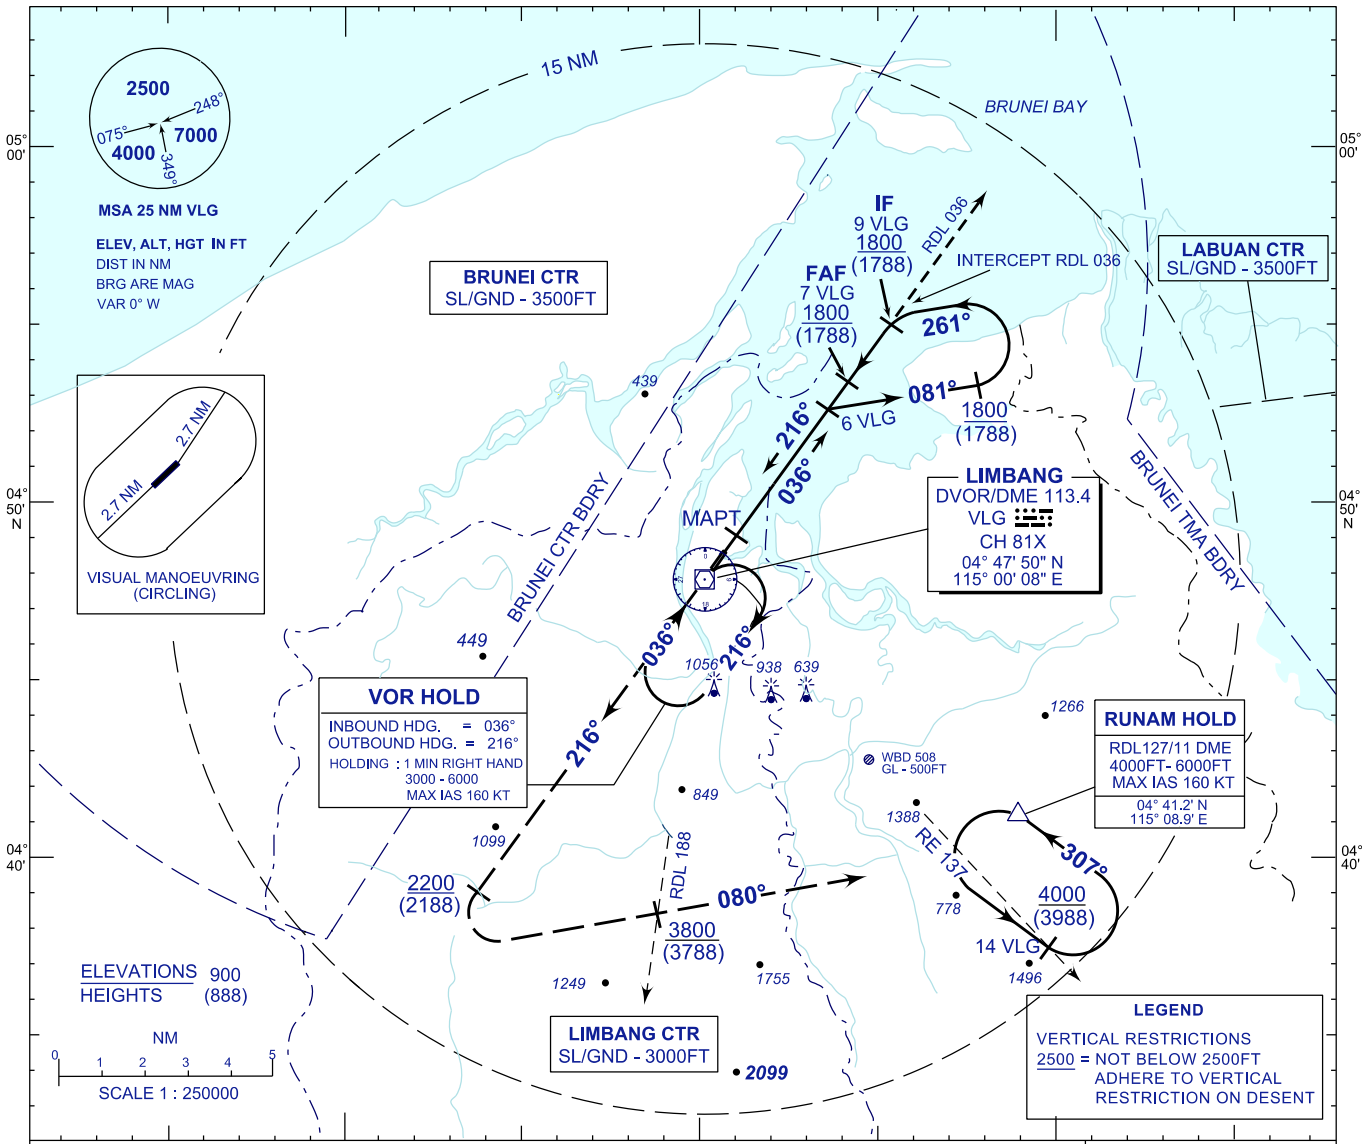 15 NM
2500
248°
075°
7000
4000
349°
MSA 25 NM VLG
ELEV, ALT, HGT IN FT
DIST IN NM
BRG ARE MAG
VAR 0° W
05°
00'
05°
00'
BRUNEI BAY
IF
9 VLG
1800
(1788)
RDL 036
INTERCEPT RDL 036
LABUAN CTR
SL/GND - 3500FT
BRUNEI CTR
SL/GND - 3500FT
FAF
7 VLG
1800
(1788)
261°
081°
1800
(1788)
6 VLG
216°
036°
439
2.7 NM
2.7 NM
VISUAL MANOEUVRING
(CIRCLING)
04°
50'
N
04°
50'
N
BRUNEI CTR BDRY
BRUNEI TMA BDRY
MAPT
LIMBANG
DVOR/DME 113.4
VLG
CH 81X
04° 47' 50" N
115° 00' 08" E
0
9
18
27
449
036°
216°
1056
938
639
VOR HOLD
INBOUND HDG. = 036°
OUTBOUND HDG. = 216°
HOLDING : 1 MIN RIGHT HAND
3000 - 6000
MAX IAS 160 KT
216°
1266
RUNAM HOLD
RDL127/11 DME
4000FT- 6000FT
MAX IAS 160 KT
04° 41.2' N
115° 08.9' E
WBD 508
GL - 500FT
849
1099
1388
RE 137
307°
04°
40'
04°
40'
RDL 188
2200
(2188)
080°
778
4000
(3988)
3800
(3788)
14 VLG
1496
ELEVATIONS 900
HEIGHTS (888)
1249
1755
NM
0 1 2 3 4 5
SCALE 1 : 250000
LIMBANG CTR
SL/GND - 3000FT
2099
LEGEND
VERTICAL RESTRICTIONS
2500 = NOT BELOW 2500FT
ADHERE TO VERTICAL
RESTRICTION ON DESENT